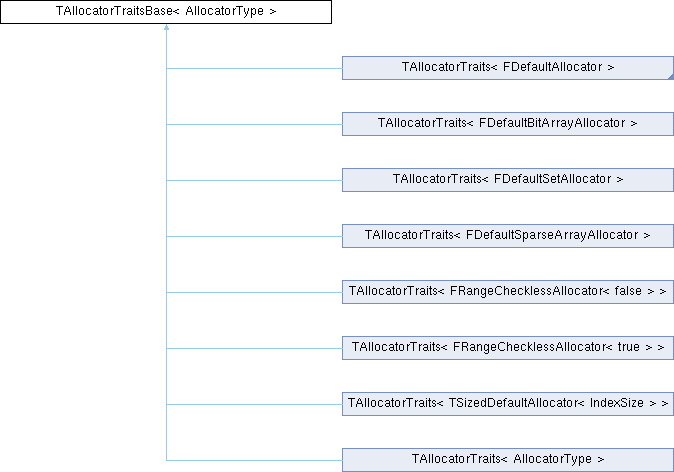 TAllocatorTraitsBase< AllocatorType >
TAllocatorTraits< FDefaultAllocator >
TAllocatorTraits< FDefaultBitArrayAllocator >
TAllocatorTraits< FDefaultSetAllocator >
TAllocatorTraits< FDefaultSparseArrayAllocator >
TAllocatorTraits< FRangeChecklessAllocator< false > >
TAllocatorTraits< FRangeChecklessAllocator< true > >
TAllocatorTraits< TSizedDefaultAllocator< IndexSize > >
TAllocatorTraits< AllocatorType >